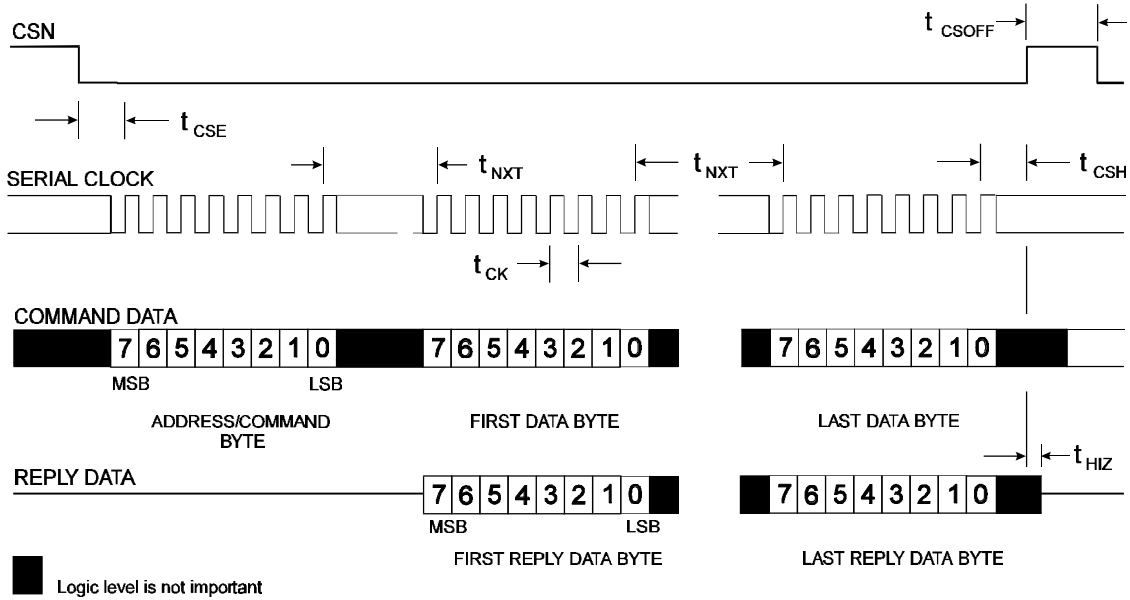 CSN
t CSOFF
t CSE
SERIAL CLOCK
t NXT
t NXT
t CSH
t CK
COMMAND DATA
7 6 5 4 3 2 1 0 7 6 5 4 3 2 1 0 7 6 5 4 3 2 1 0
MSB LSB
ADDRESS/COMMAND
BYTE
FIRST DATA BYTE
LAST DATA BYTE
t HIZ
REPLY DATA
7 6 5 4 3 2 1 0 7 6 5 4 3 2 1 0
MSB LSB
FIRST REPLY DATA BYTE
LAST REPLY DATA BYTE
Logic level is not important